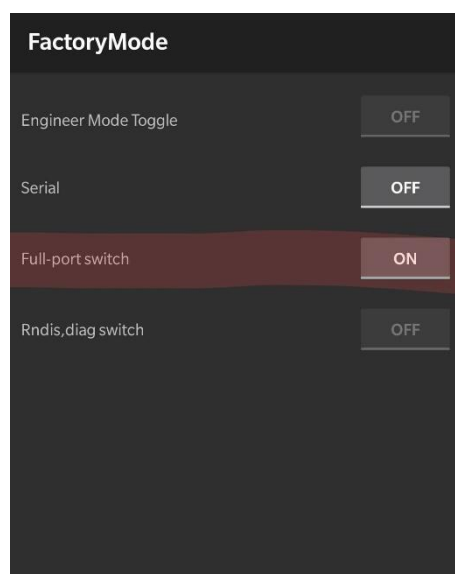 FactoryMode
Engineer Mode Toggle OFF
Serial OFF
Full-port switch ON
Rndis,diag switch OFF